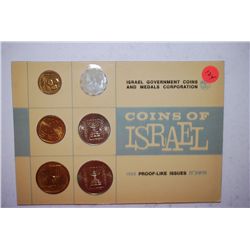 ISRAEL GOVERNMENT COINS
AND MEDALS CORPORATION
COINS OF
ISRAEL
PROOF-LIKE ISSUES